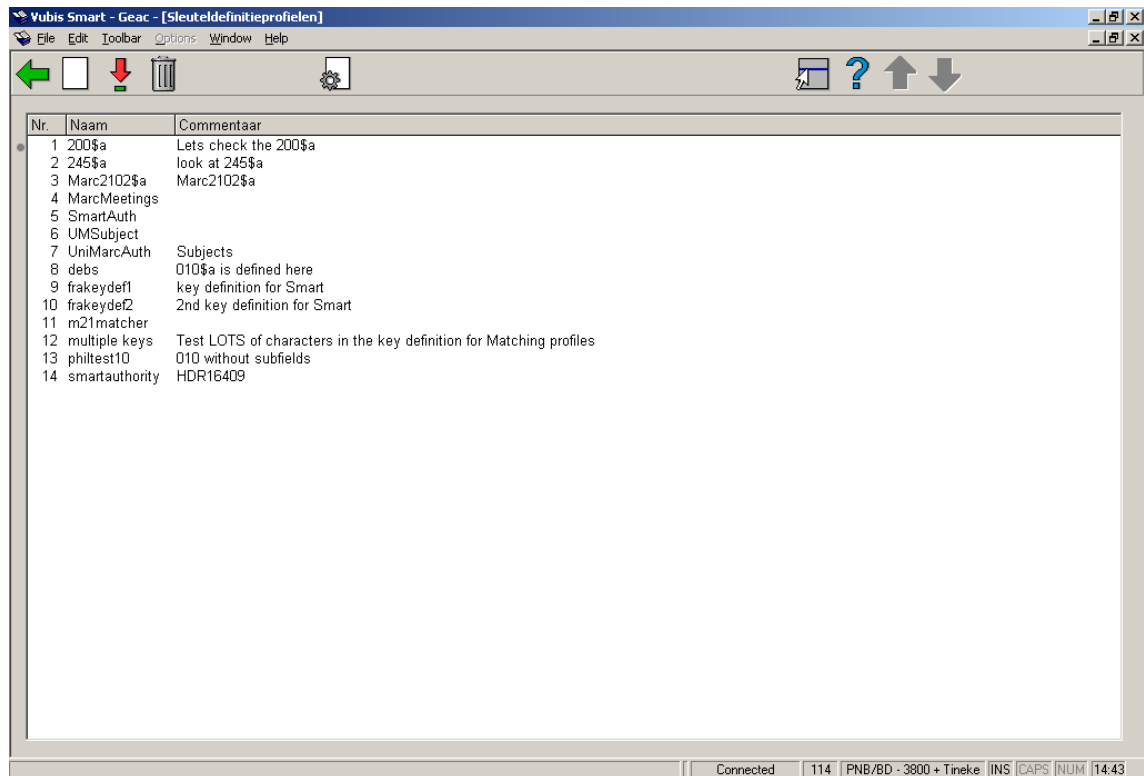 Vubis Smart - Geac - [Sleuteldefinitieprofielen]
File Edit Toolbar Options Window Help
Nr. Naam Commentaar
1 200$a Lets check the 200$a
2 245$a look at 245$a
3 Marc2102$a Marc2102$a
4 MarcMeetings
5 SmartAuth
6 UMSubject
7 UniMarcAuth Subjects
8 debs 010$a is defined here
9 frakeydef1 key definition for Smart
10 frakeydef2 2nd key definition for Smart
11 m21matcher
12 multiple keys Test LOTS of characters in the key definition for Matching profiles
13 philtest10 010 without subfields
14 smartauthority HDR16409
Connected 114 PNB/BD - 3800 + Tineke INS CAPS NUM 14:43